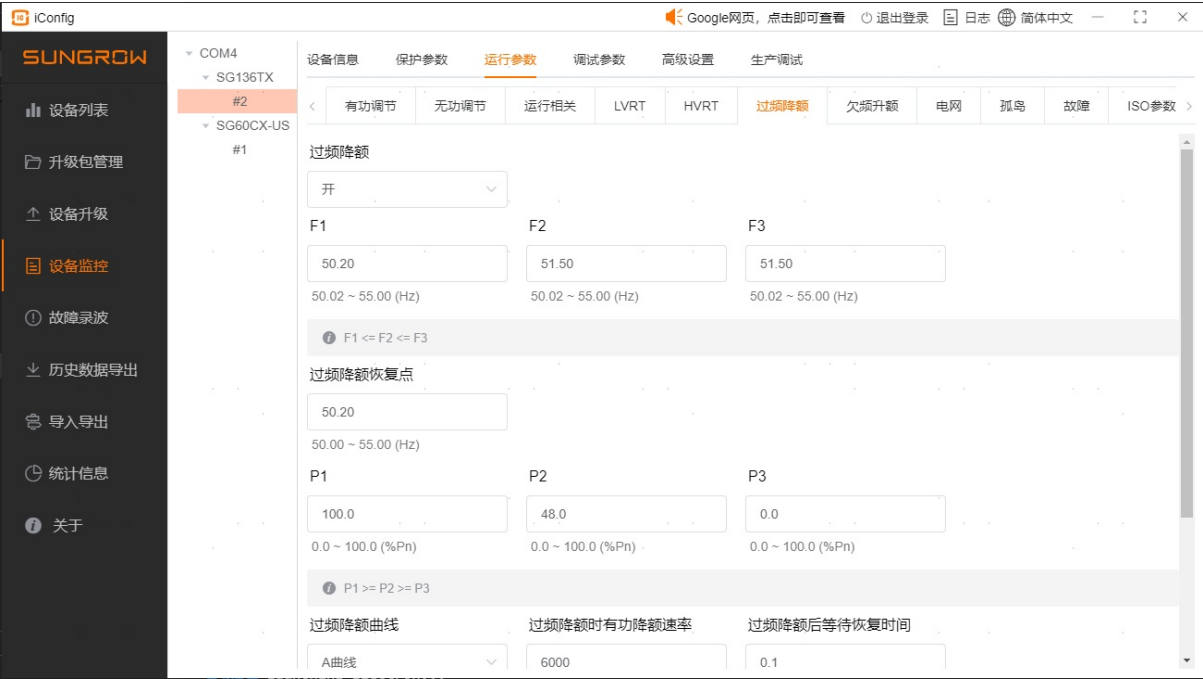 iConfig
Google网页，点击即可查看 退出登录 日志 简体中文
SUNGROW
设备列表
升级包管理
设备升级
设备监控
故障录波
历史数据导出
导入导出
统计信息
关于
COM4
SG136TX
#2
SG60CX-US
#1
设备信息 保护参数 运行参数 调试参数 高级设置 生产调试
有功调节 无功调节 运行相关 LVRT HVRT 过频降额 欠频升额 电网 孤岛 故障 ISO参数
过频降额
开
F1 F2 F3
50.20 51.50 51.50
50.02 ~ 55.00 (Hz) 50.02 ~ 55.00 (Hz) 50.02 ~ 55.00 (Hz)
F1 <= F2 <= F3
过频降额恢复点
50.20
50.00 ~ 55.00 (Hz)
P1 P2 P3
100.0 48.0 0.0
0.0 ~ 100.0 (%Pn) 0.0 ~ 100.0 (%Pn) 0.0 ~ 100.0 (%Pn)
P1 >= P2 >= P3
过频降额曲线 过频降额时有功降额速率 过频降额后等待恢复时间
A曲线 6000 0.1